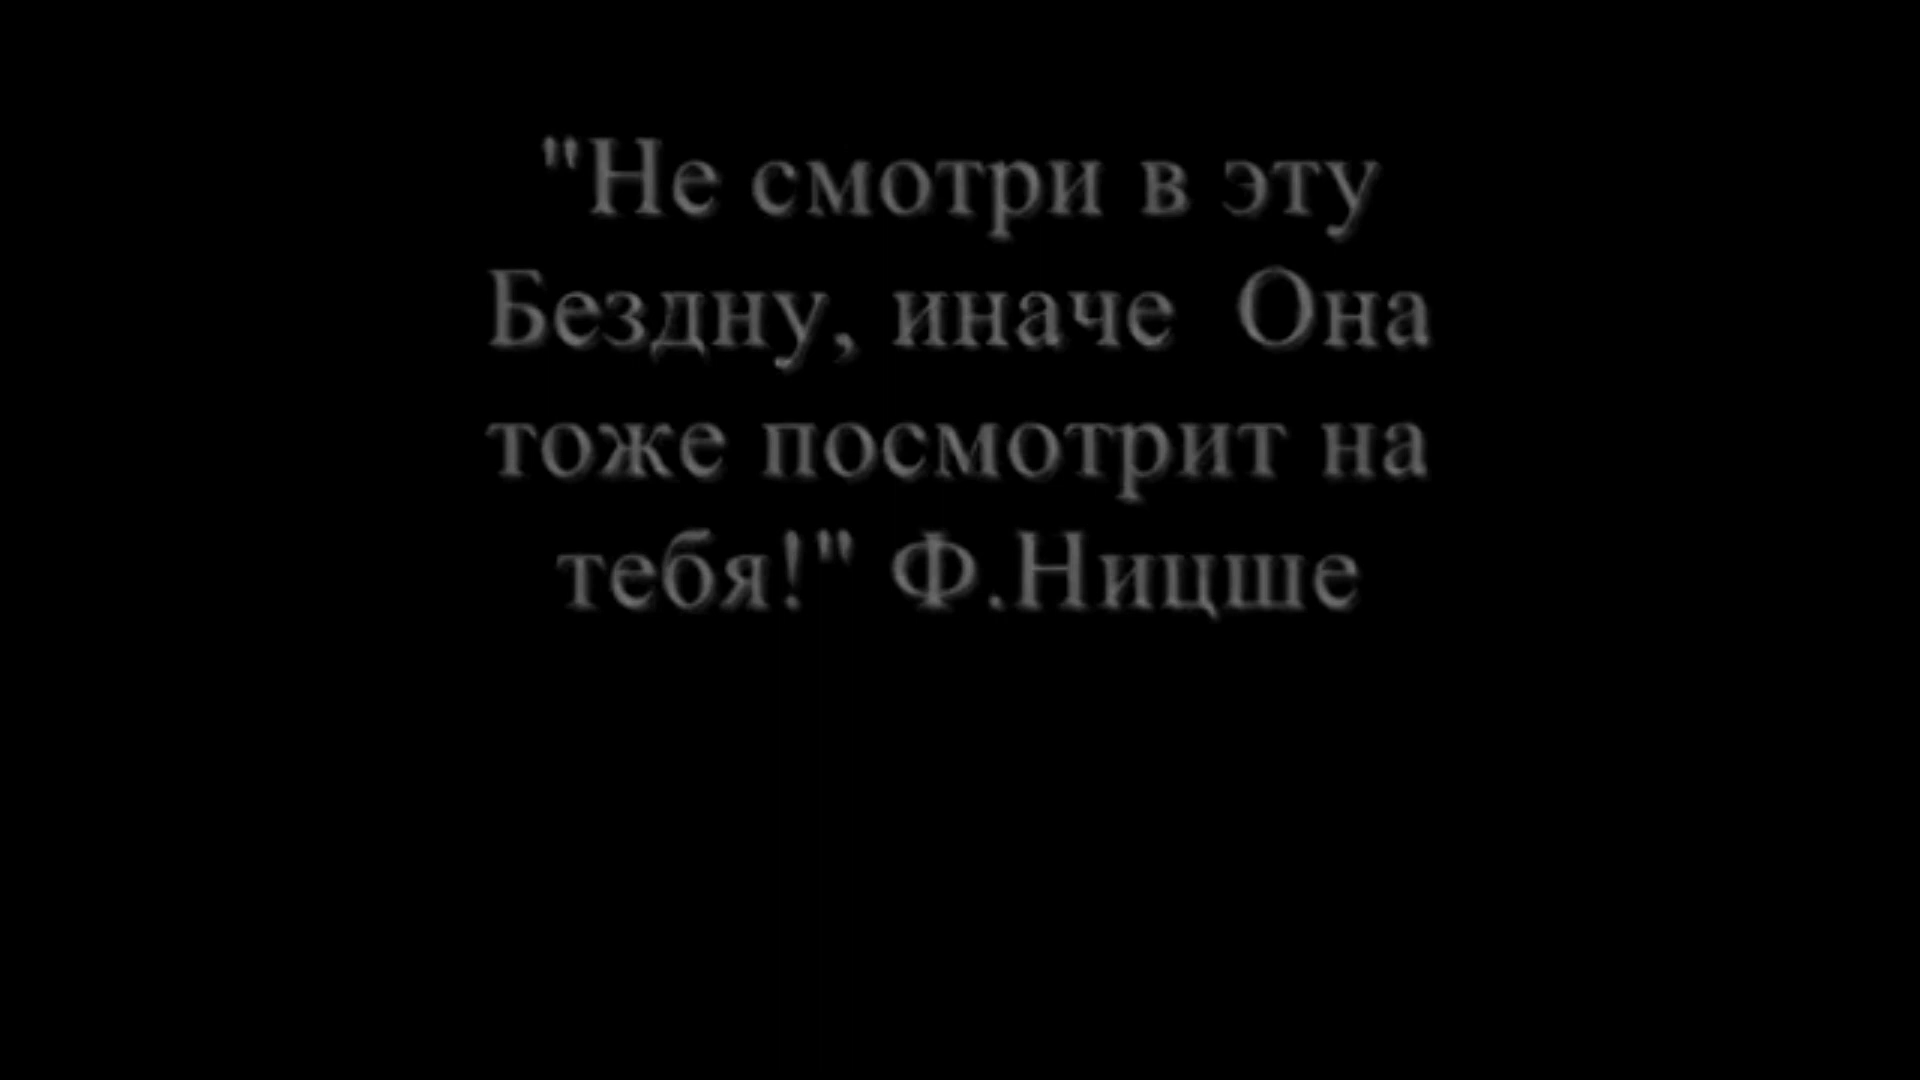 "Не смотри в эту
Бездну, иначе  Она
тоже посмотрит на
тебя!" Ф.Ницше